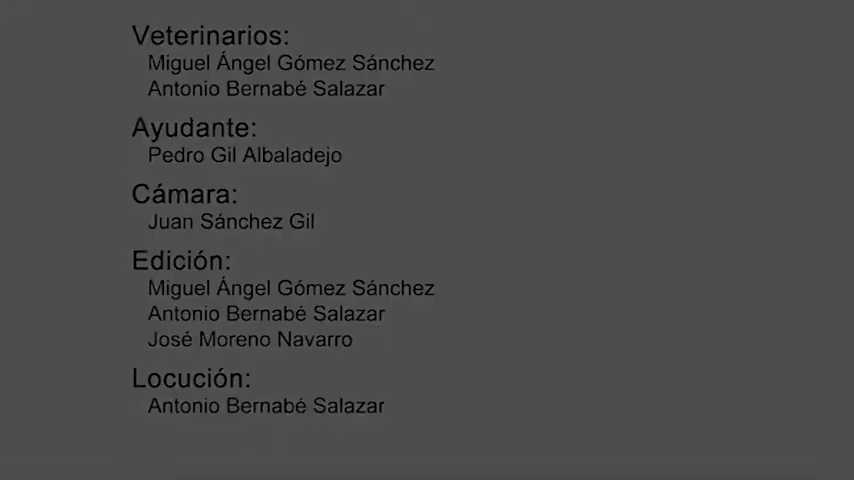 Veterinarios:
Miguel Ángel Gómez Sánchez
Antonio Bernabé Salazar
Ayudante:
Pedro Gil Albaladejo
Cámara:
Juan Sánchez Gil
Edición:
Miguel Ángel Gómez Sánchez
Antonio Bernabé Salazar
José Moreno Navarro
Locución:
Antonio Bernabé Salazar